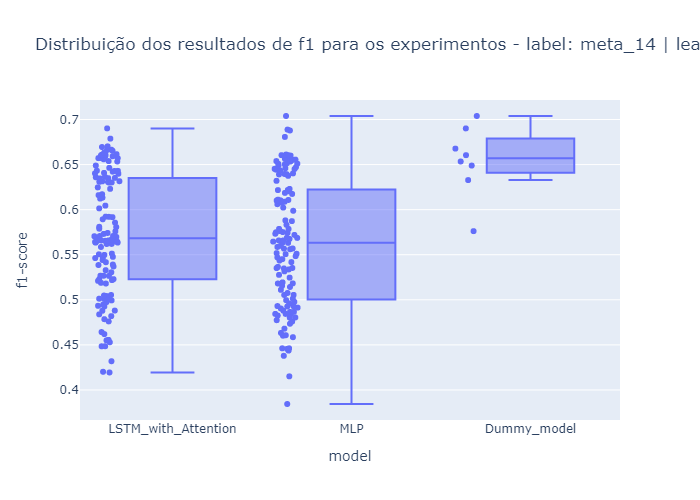 Distribuição dos resultados de f1 para os experimentos - label: meta_14 | lea
0.7
0.65
0.6
0.55
0.5
0.45
0.4
f1-score
LSTM_with_Attention
MLP
Dummy_model
model